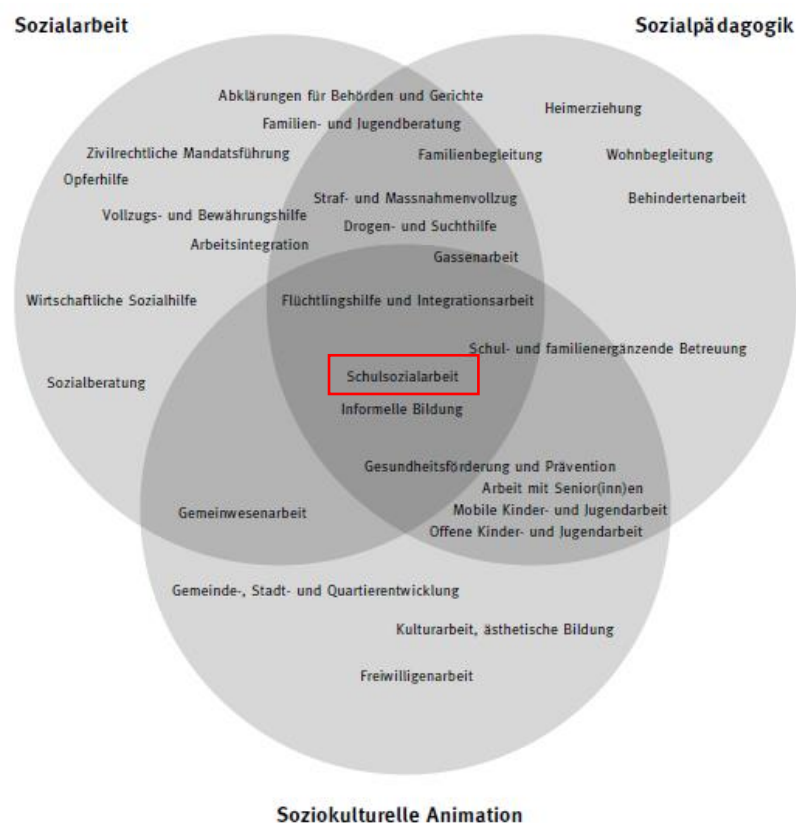 Sozialarbeit
Sozialpädagogik
Abklärungen für Behörden und Gerichte
Heimerziehung
Familien- und Jugendberatung
Zivilrechtliche Mandatsführung
Familienbegleitung
Wohnbegleitung
Opferhilfe
Straf- und Massnahmenvollzug
Behindertenarbeit
Vollzugs- und Bewährungshilfe
Drogen- und Suchthilfe
Arbeitsintegration
Gassenarbeit
Wirtschaftliche Sozialhilfe
Flüchtlingshilfe und Integrationsarbeit
Schul- und familienergänzende Betreuung
Sozialberatung
Schulsozialarbeit
Informelle Bildung
Gesundheitsförderung und Prävention
Arbeit mit Senior(inn)en
Gemeinwesenarbeit
Mobile Kinder- und Jugendarbeit
Offene Kinder- und Jugendarbeit
Gemeinde-, Stadt- und Quartierentwicklung
Kulturarbeit, ästhetische Bildung
Freiwilligenarbeit
Soziokulturelle Animation